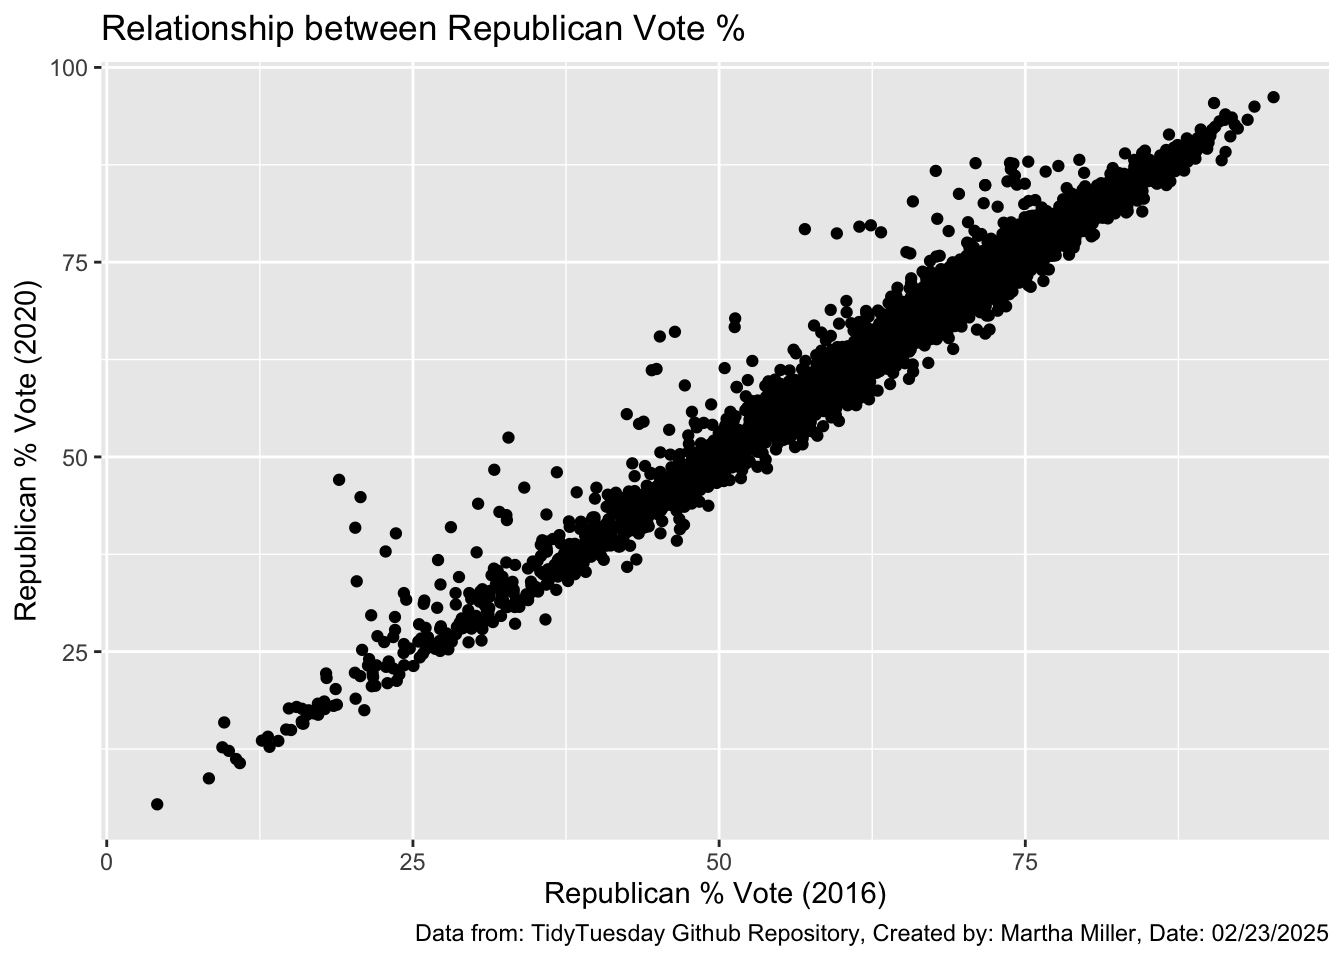 Relationship between Republican Vote %
100
75
50
25
Republican % Vote (2020)
0
25
50
75
Republican % Vote (2016)
Data from: TidyTuesday Github Repository, Created by: Martha Miller, Date: 02/23/2025